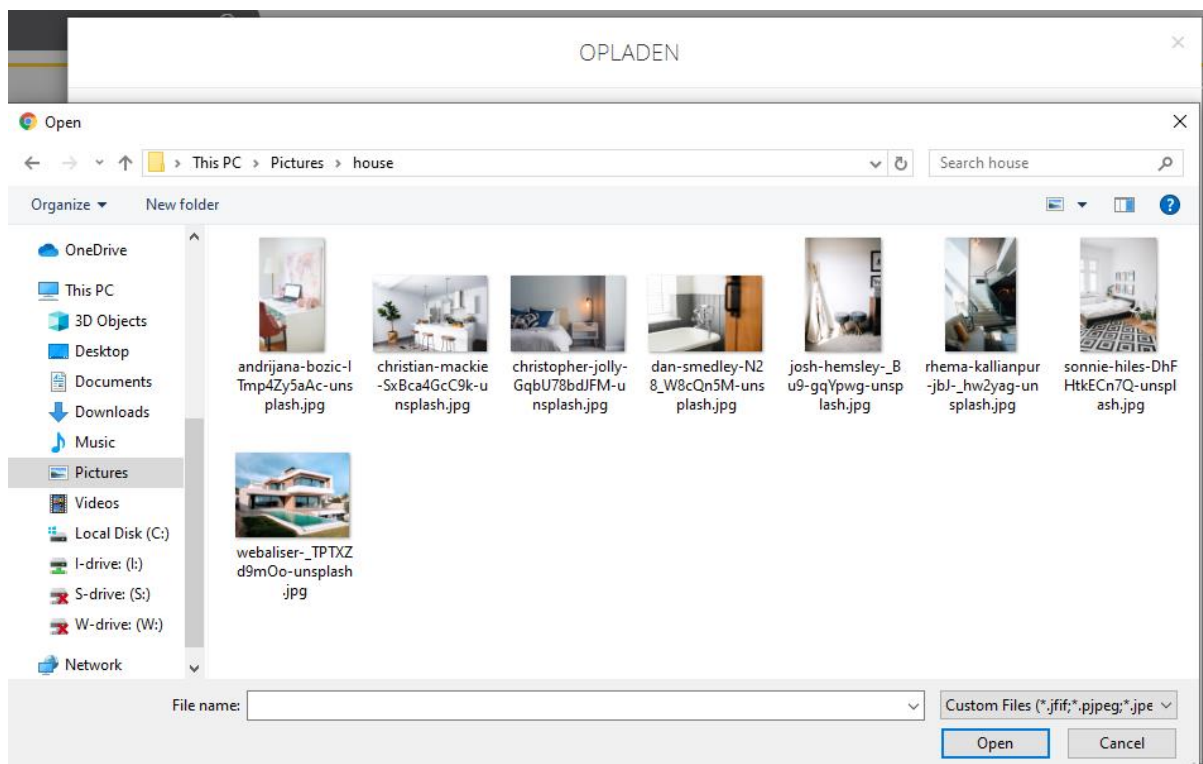 OPLADEN
Open
This PC > Pictures > house
Search house
Organize
New folder
OneDrive
This PC
3D Objects
Desktop
Documents
Downloads
Music
Pictures
Videos
Local Disk (C:)
I-drive: (I:)
S-drive: (S:)
W-drive: (W:)
Network
andrijana-bozic-I
Tmp4Zy5aAc-uns
plash.jpg
christian-mackie
-SxBca4GcC9k-u
nsplash.jpg
christopher-jolly-
GqbU78bdJFM-u
nsplash.jpg
dan-smedley-N2
8_W8cQn5M-uns
plash.jpg
josh-hemsley-_B
u9-gqYpwg-unsp
lash.jpg
rhema-kallianpur
-jbJ-_hw2yag-un
splash.jpg
sonnie-hiles-DhF
HtkECn7Q-unspl
ash.jpg
webaliser-_TPTXZ
d9mOo-unsplash
.jpg
File name:
Custom Files (*.jfif;*.pjpeg;*.jpe
Open
Cancel